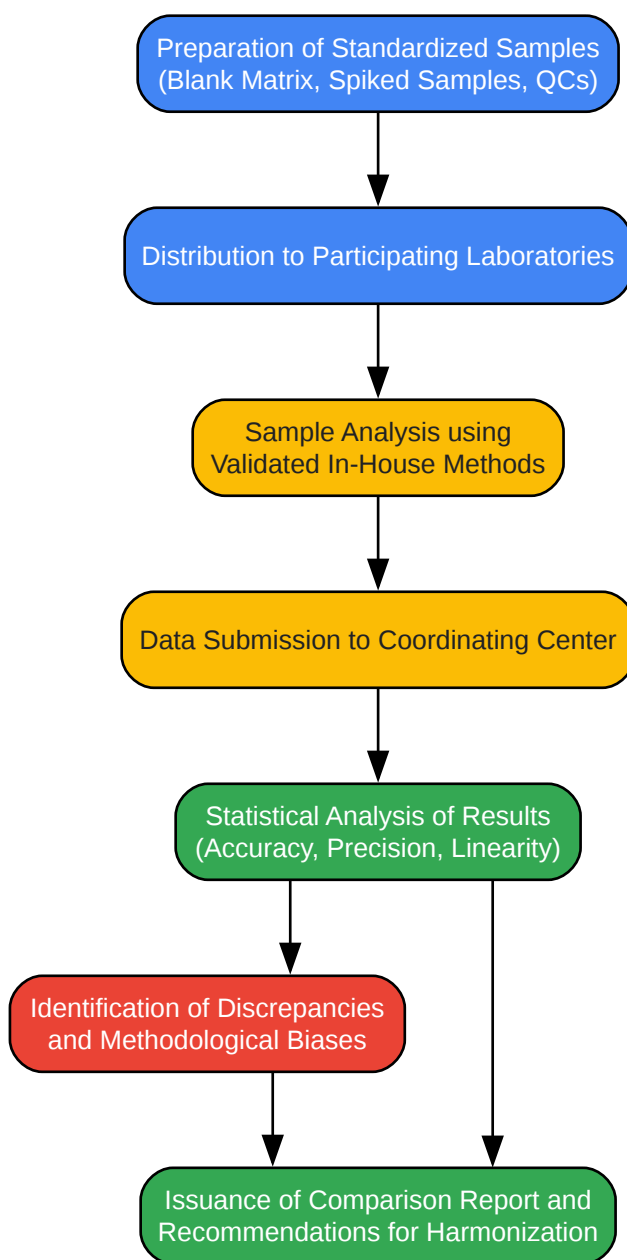 Preparation of Standardized Samples
(Blank Matrix, Spiked Samples, QCs)
Distribution to Participating Laboratories
Sample Analysis using
Validated In-House Methods
Data Submission to Coordinating Center
Statistical Analysis of Results
(Accuracy, Precision, Linearity)
Identification of Discrepancies
and Methodological Biases
Issuance of Comparison Report and
Recommendations for Harmonization